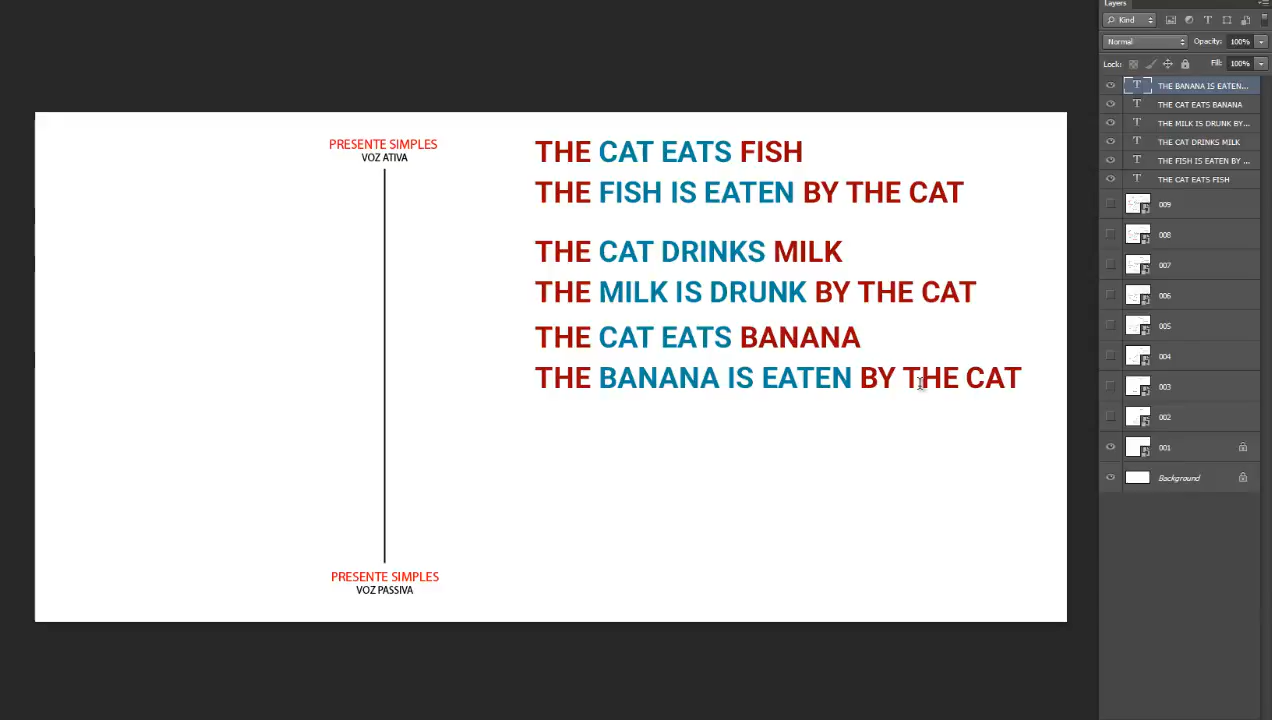 PRESENTE SIMPLES
VOZ ATIVA
THE CAT EATS FISH
THE FISH IS EATEN BY THE CAT
THE CAT DRINKS MILK
THE MILK IS DRUNK BY THE CAT
THE CAT EATS BANANA
THE BANANA IS EATEN BY THE CAT
PRESENTE SIMPLES
VOZ PASSIVA
Layers
Kind
Normal
Opacity: 100%
Lock:
Fill: 100%
THE BANANA IS EATEN...
THE CAT EATS BANANA
THE MILK IS DRUNK BY...
THE CAT DRINKS MILK
THE FISH IS EATEN BY ...
THE CAT EATS FISH
009
008
007
006
005
004
003
002
001
Background